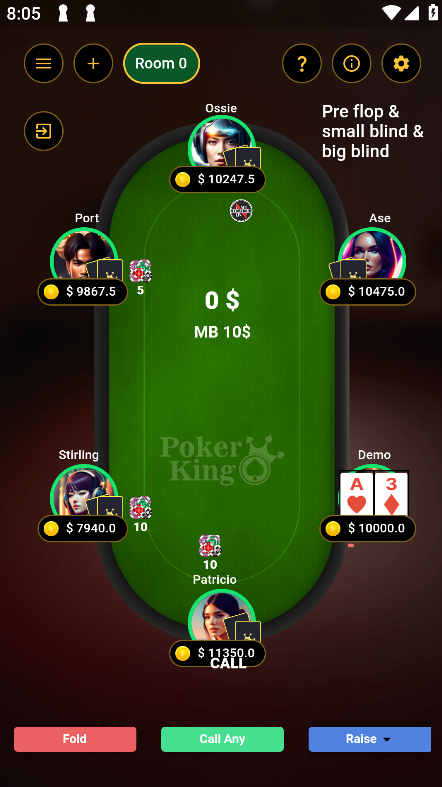 8:05
Room 0
?
Ossie
Pre flop &
small blind &
big blind
$ 10247.5
Port
Ase
5
$ 9867.5
$ 10475.0
0 $
MB 10$
Poker
King
Stirling
Demo
A 3
10
$ 7940.0
$ 10000.0
10
Patricio
$ 11350.0
CALL
Fold
Call Any
Raise